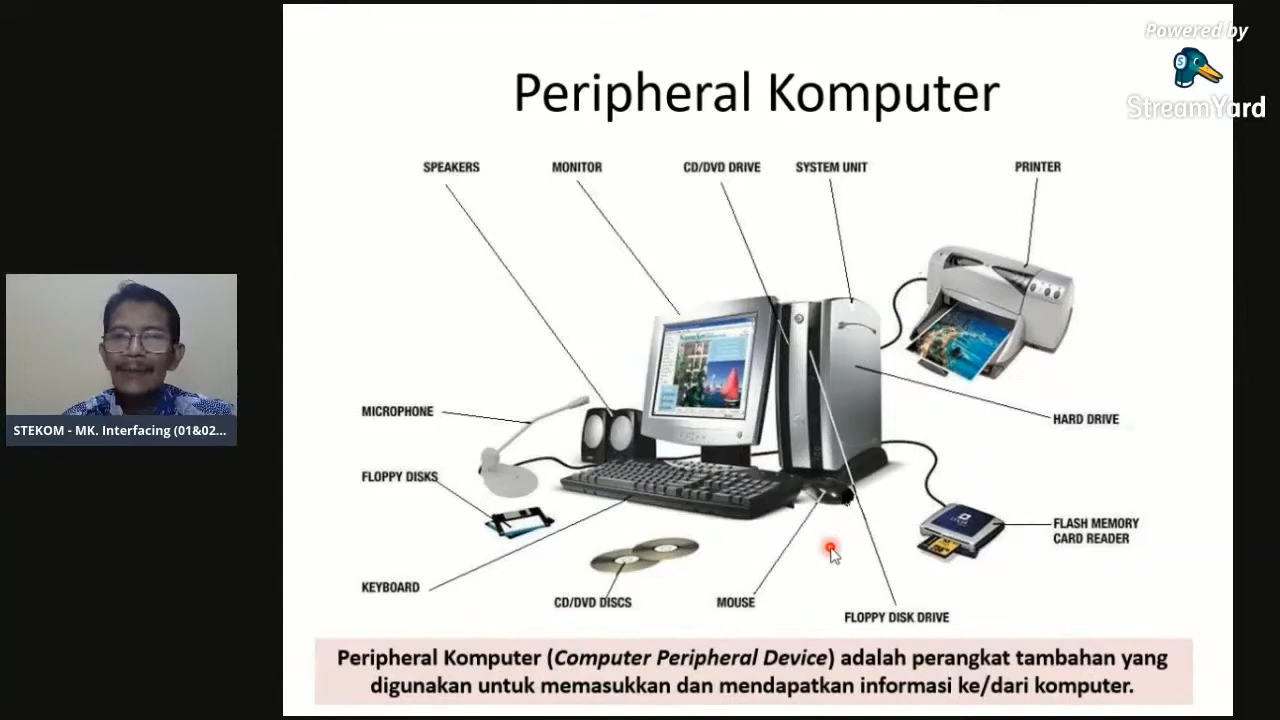 Powered by
StreamYard
Peripheral Komputer
SPEAKERS
MONITOR
CD/DVD DRIVE
SYSTEM UNIT
PRINTER
MICROPHONE
HARD DRIVE
FLOPPY DISKS
FLASH MEMORY
CARD READER
KEYBOARD
CD/DVD DISCS
MOUSE
FLOPPY DISK DRIVE
STEKOM - MK. Interfacing (01&02...
Peripheral Komputer (Computer Peripheral Device) adalah perangkat tambahan yang
digunakan untuk memasukkan dan mendapatkan informasi ke/dari komputer.